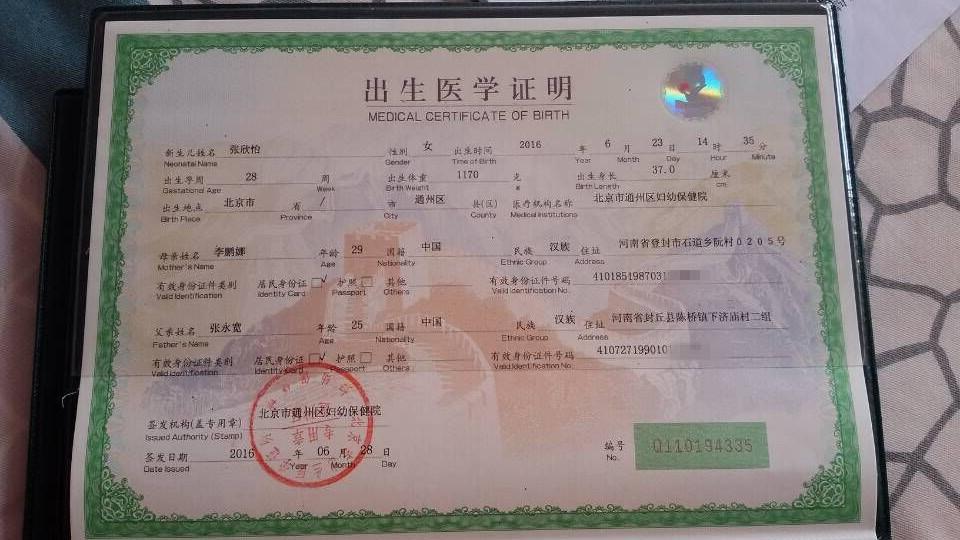 出生医学证明
MEDICAL CERTIFICATE OF BIRTH
新生儿姓名 张欣怡 性别 女 出生时间 2016 年 6 月 23 日 14 时 35 分
Neonatal Name Gender Time of Birth Year Month Day Hour Minute
出生孕周 28 周 出生体重 1170 克 出生身长 37.0 厘米
Gestational Age Week Birth Weight g Birth Length cm
出生地点 北京市 省 / 市 通州区 县(区) 医疗机构名称 北京市通州区妇幼保健院
Birth Place Province City County Medical Institutions
母亲姓名 李鹏娜 年龄 29 国籍 中国 民族 汉族 住址 河南省登封市石道乡阮村0205号
Mother's Name Age Nationality Ethnic Group Address
有效身份证件类别 居民身份证 √ 护照 其他 有效身份证件号码 4101851987031
Valid Identification Identity Card Passport Others Valid Identification No.
父亲姓名 张永宽 年龄 25 国籍 中国 民族 汉族 住址 河南省封丘县陈桥镇下济庙村二组
Father's Name Age Nationality Ethnic Group Address
有效身份证件类别 居民身份证 √ 护照 其他 有效身份证件号码 410727199010
Valid Identification Identity Card Passport Others Valid Identification No.
签发机构(盖专用章) 北京市通州区妇幼保健院
Issued Authority (Stamp)
签发日期 2016 年 06 月 28 日 编号 Q110194335
Date Issued Year Month Day No.